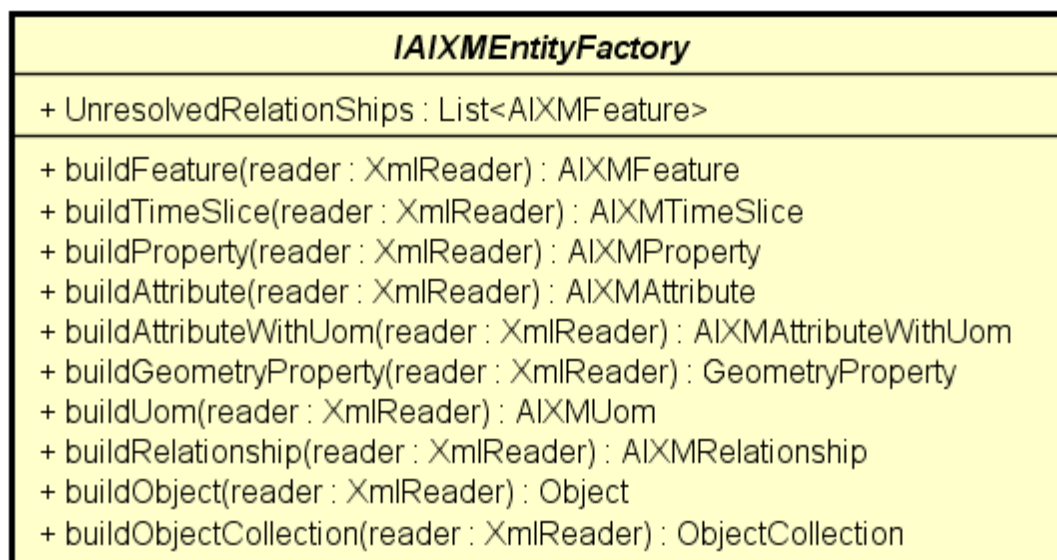 IAIXMEntityFactory
+ UnresolvedRelationShips : List<AIXMFeature>
+ buildFeature(reader : XmlReader) : AIXMFeature
+ buildTimeSlice(reader : XmlReader) : AIXMTimeSlice
+ buildProperty(reader : XmlReader) : AIXMProperty
+ buildAttribute(reader : XmlReader) : AIXMAttribute
+ buildAttributeWithUom(reader : XmlReader) : AIXMAttributeWithUom
+ buildGeometryProperty(reader : XmlReader) : GeometryProperty
+ buildUom(reader : XmlReader) : AIXMUom
+ buildRelationship(reader : XmlReader) : AIXMRelationship
+ buildObject(reader : XmlReader) : Object
+ buildObjectCollection(reader : XmlReader) : ObjectCollection